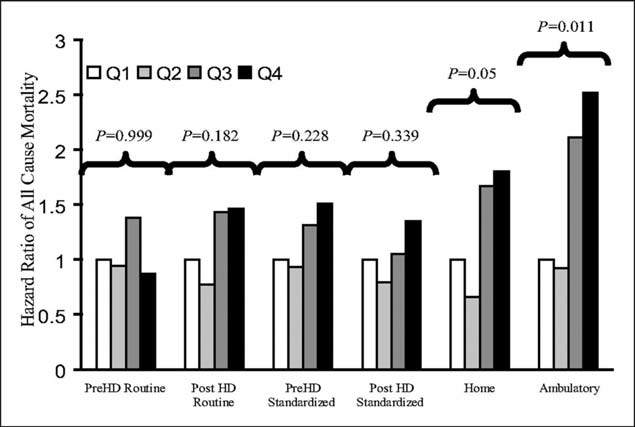 Hazard Ratio of All Cause Mortality
3
2.5
2
1.5
1
0.5
0
Q1 Q2 Q3 Q4
P=0.999
P=0.182
P=0.228
P=0.339
P=0.05
P=0.011
PreHD Routine
Post HD
Routine
PreHD
Standardized
Post HD
Standardized
Home
Ambulatory